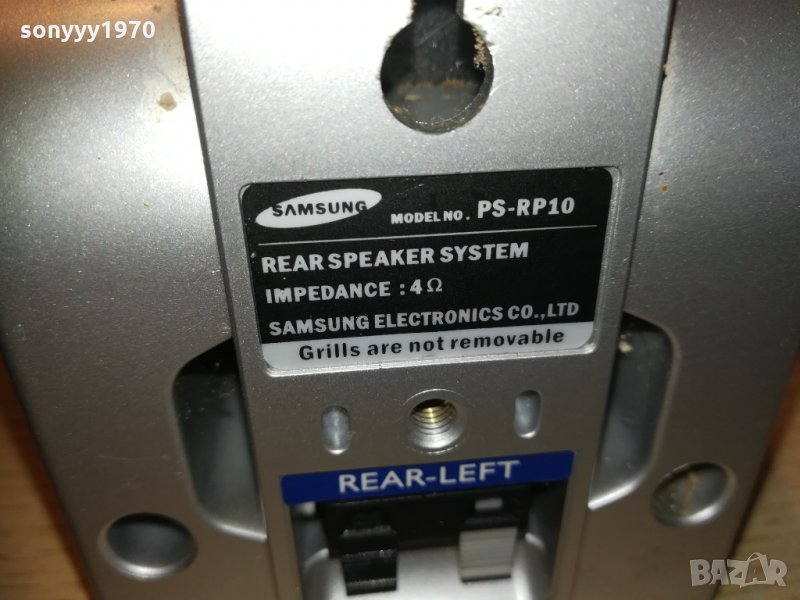 sonyyy1970
SAMSUNG MODEL NO. PS-RP10
REAR SPEAKER SYSTEM
IMPEDANCE : 4Ω
SAMSUNG ELECTRONICS CO.,LTD
Grills are not removable
REAR-LEFT
BAZAR